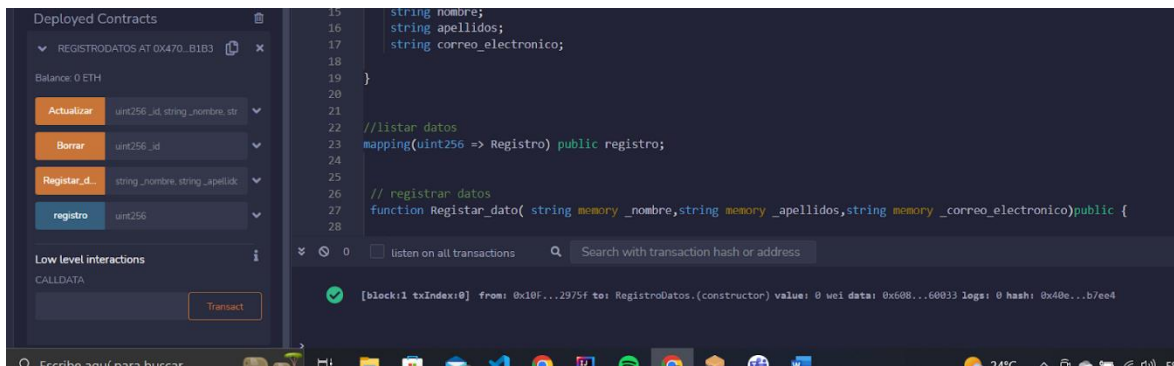 Deployed Contracts
REGISTRODATOS AT 0X470...B1B3
Balance: 0 ETH
Actualizar uint256 _id, string _nombre, str
Borrar uint256 _id
Registar_d... string _nombre, string _apellidc
registro uint256
Low level interactions
CALLDATA
Transact
15 string nombre;
16 string apellidos;
17 string correo_electronico;
18
19 }
20
21
22 //listar datos
23 mapping(uint256 => Registro) public registro;
24
25
26 // registrar datos
27 function Registar_dato( string memory _nombre,string memory _apellidos,string memory _correo_electronico)public {
28
0 listen on all transactions Search with transaction hash or address
[block:1 txIndex:0] from: 0x10F...2975f to: RegistroDatos.(constructor) value: 0 wei data: 0x608...60033 logs: 0 hash: 0x40e...b7ee4
>
Escribe aquí para buscar
24°C